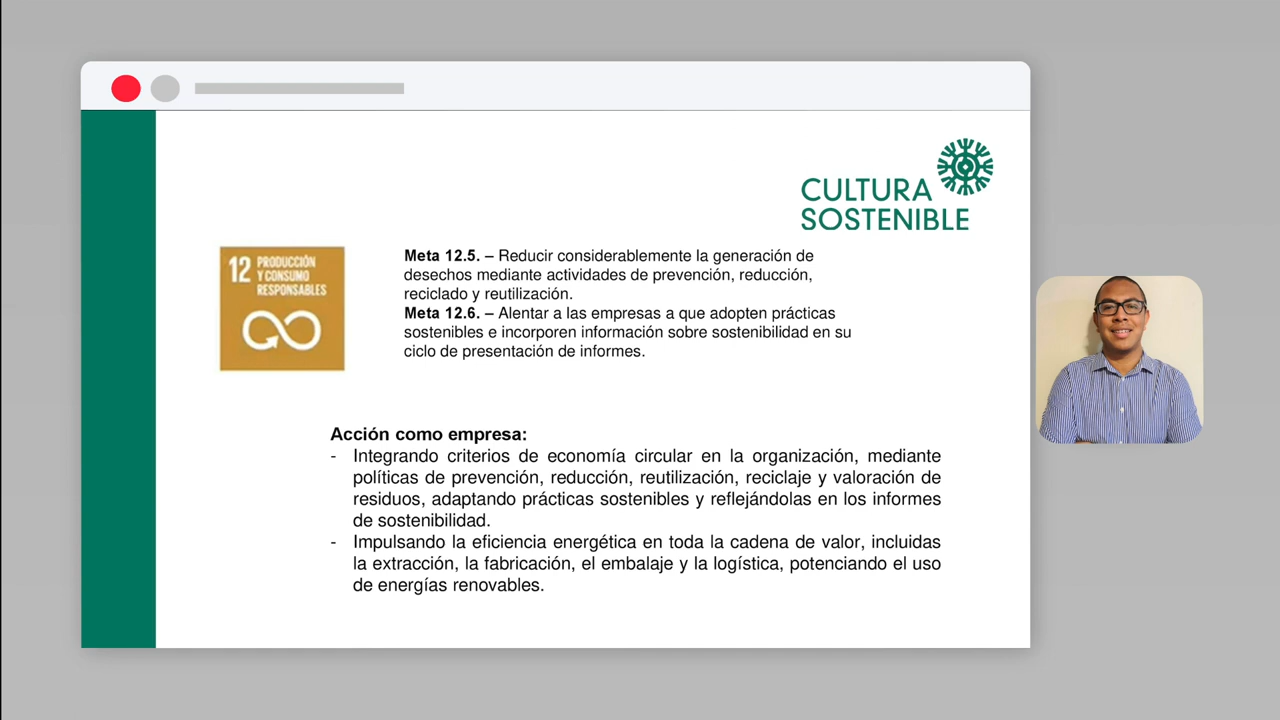 CULTURA
SOSTENIBLE
12 PRODUCCIÓN
Y CONSUMO
RESPONSABLES
Meta 12.5. – Reducir considerablemente la generación de
desechos mediante actividades de prevención, reducción,
reciclado y reutilización.
Meta 12.6. – Alentar a las empresas a que adopten prácticas
sostenibles e incorporen información sobre sostenibilidad en su
ciclo de presentación de informes.
Acción como empresa:
- Integrando criterios de economía circular en la organización, mediante
políticas de prevención, reducción, reutilización, reciclaje y valoración de
residuos, adaptando prácticas sostenibles y reflejándolas en los informes
de sostenibilidad.
- Impulsando la eficiencia energética en toda la cadena de valor, incluidas
la extracción, la fabricación, el embalaje y la logística, potenciando el uso
de energías renovables.